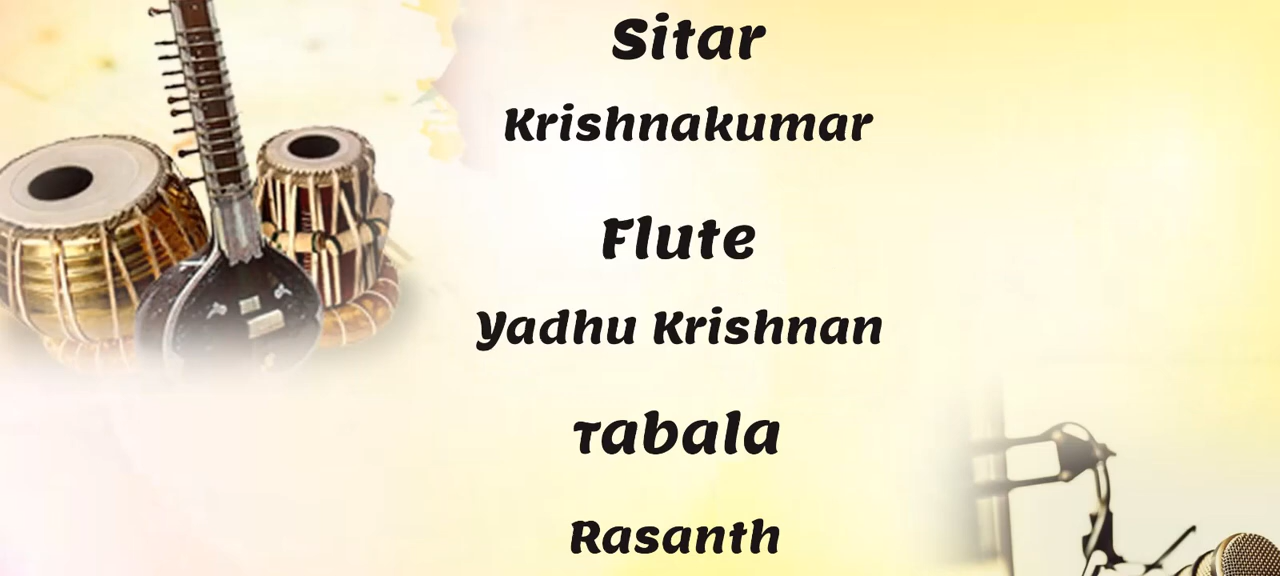 Sitar
Krishnakumar
Flute
Yadhu Krishnan
Tabala
Rasanth